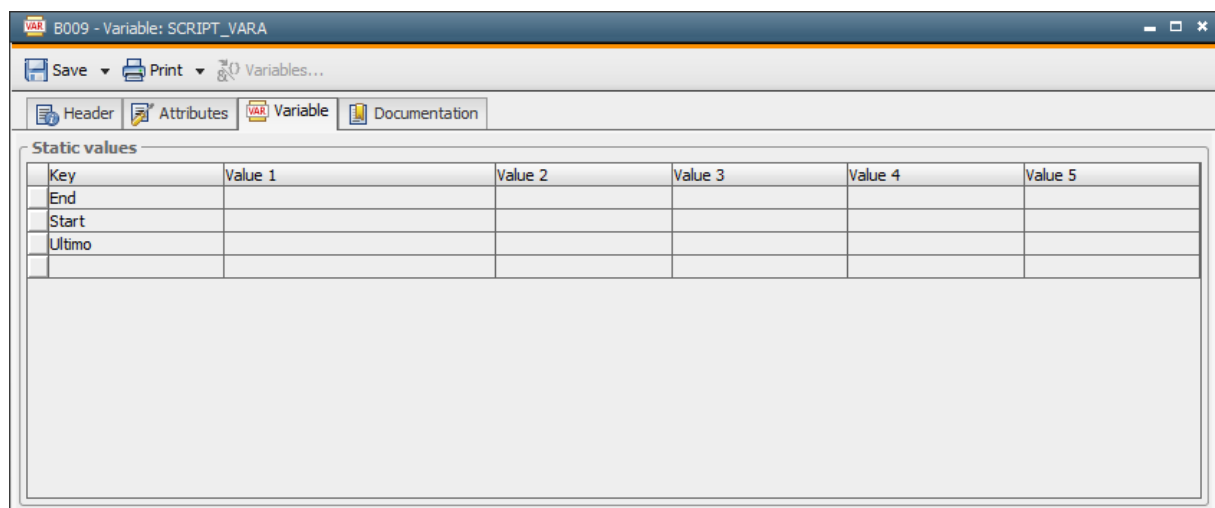 VAR B009 - Variable: SCRIPT_VARA
Save Print Variables...
Header Attributes VAR Variable Documentation
Static values
Key Value 1 Value 2 Value 3 Value 4 Value 5
End
Start
Ultimo